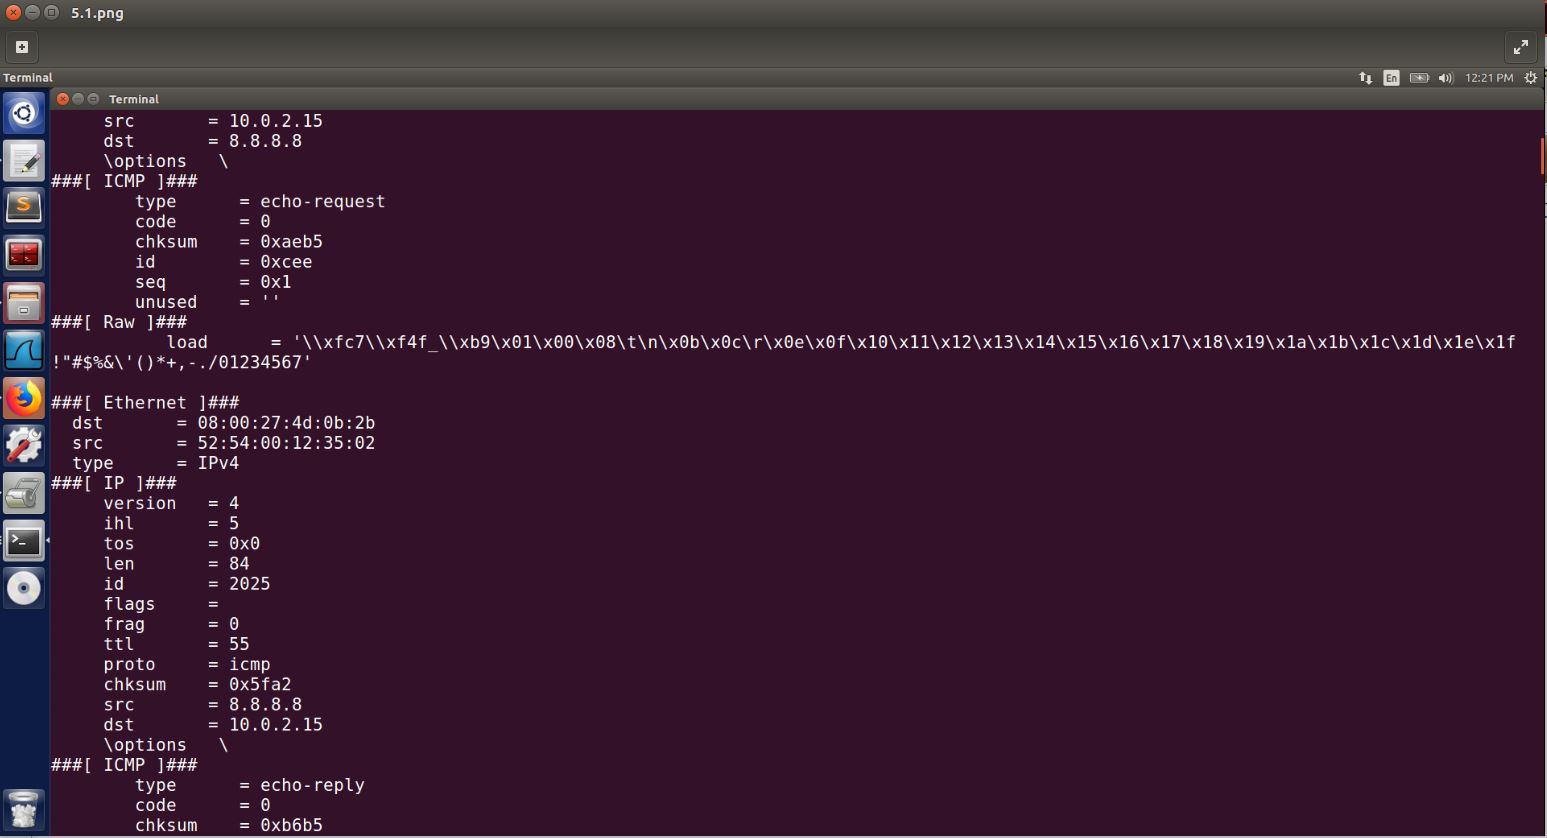 5.1.png
Terminal
En 12:21 PM
Terminal
src = 10.0.2.15
dst = 8.8.8.8
\options \
###[ ICMP ]###
type = echo-request
code = 0
chksum = 0xaeb5
id = 0xcee
seq = 0x1
unused = ''
###[ Raw ]###
load = '\\xfc7\\xf4f_\\xb9\x01\x00\x08\t\n\x0b\x0c\r\x0e\x0f\x10\x11\x12\x13\x14\x15\x16\x17\x18\x19\x1a\x1b\x1c\x1d\x1e\x1f
!"#$%&\'()*+,-./01234567'
###[ Ethernet ]###
dst = 08:00:27:4d:0b:2b
src = 52:54:00:12:35:02
type = IPv4
###[ IP ]###
version = 4
ihl = 5
tos = 0x0
len = 84
id = 2025
flags =
frag = 0
ttl = 55
proto = icmp
chksum = 0x5fa2
src = 8.8.8.8
dst = 10.0.2.15
\options \
###[ ICMP ]###
type = echo-reply
code = 0
chksum = 0xb6b5